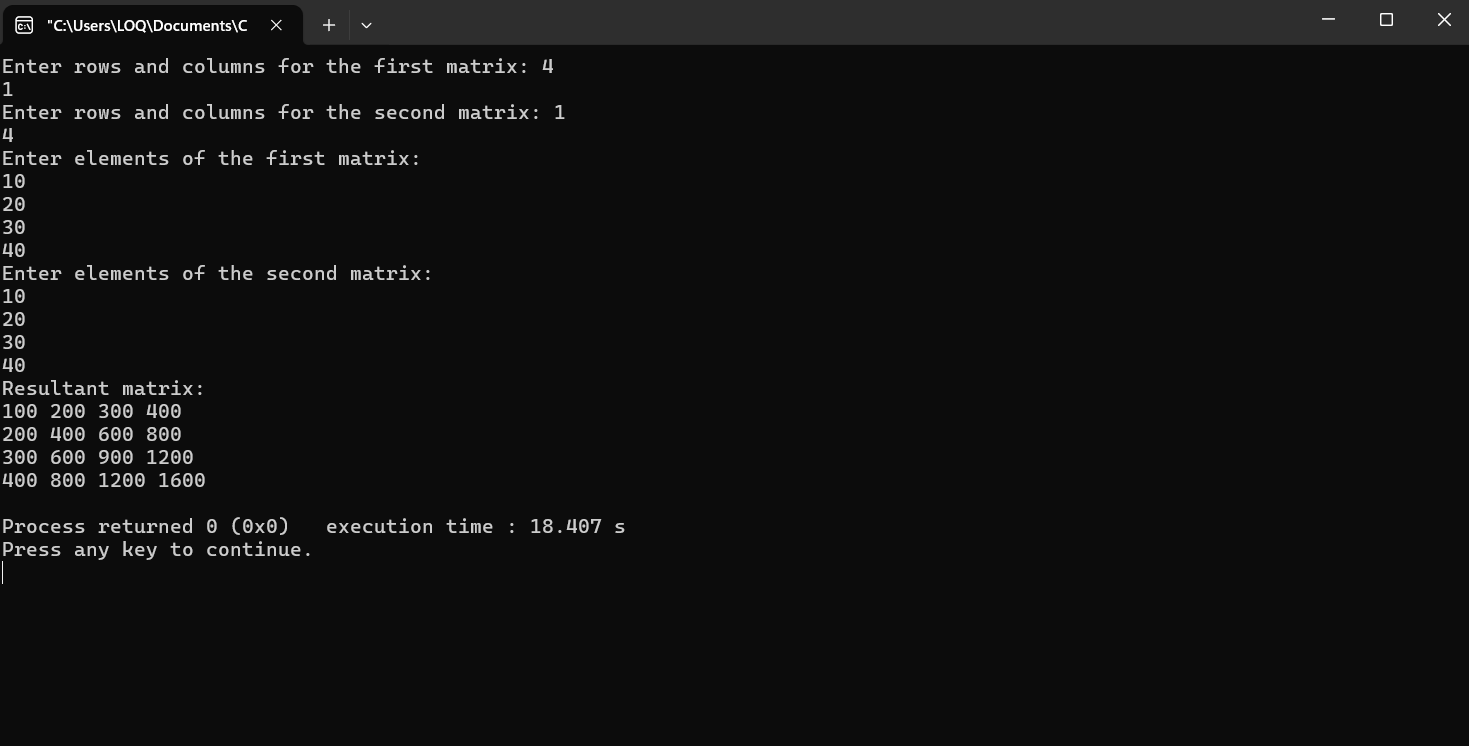 "C:\Users\LOQ\Documents\C
Enter rows and columns for the first matrix: 4
1
Enter rows and columns for the second matrix: 1
4
Enter elements of the first matrix:
10
20
30
40
Enter elements of the second matrix:
10
20
30
40
Resultant matrix:
100 200 300 400
200 400 600 800
300 600 900 1200
400 800 1200 1600
Process returned 0 (0x0)   execution time : 18.407 s
Press any key to continue.